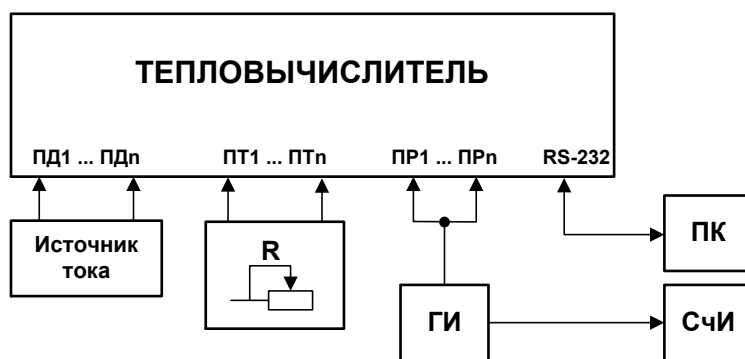 ТЕПЛОВЫЧИСЛИТЕЛЬ
ПД1 ... ПДn ПТ1 ... ПТn ПР1 ... ПРn RS-232
Источник
тока
R
ПК
ГИ
СчИ